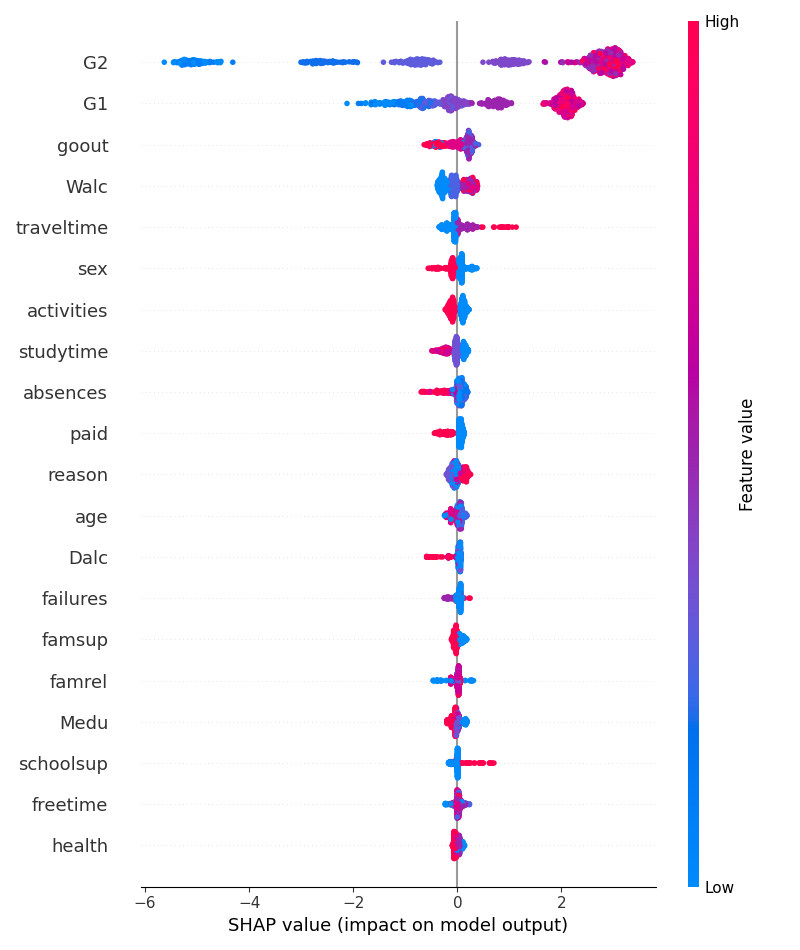 High
G2
G1
goout
Walc
traveltime
sex
activities
studytime
absences
paid
reason
age
Dalc
failures
famsup
famrel
Medu
schoolsup
freetime
health
Feature value
Low
−6 −4 −2 0 2
SHAP value (impact on model output)